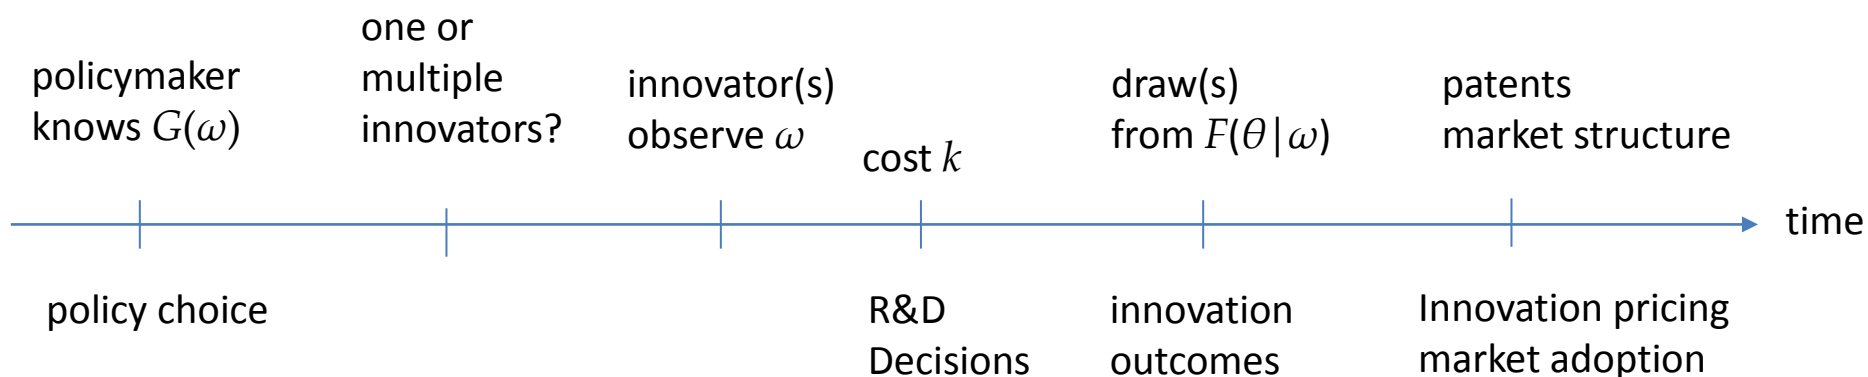 policymaker
knows G(ω)
one or
multiple
innovators?
innovator(s)
observe ω
cost k
draw(s)
from F(θ|ω)
patents
market structure
time
policy choice
R&D
Decisions
innovation
outcomes
Innovation pricing
market adoption